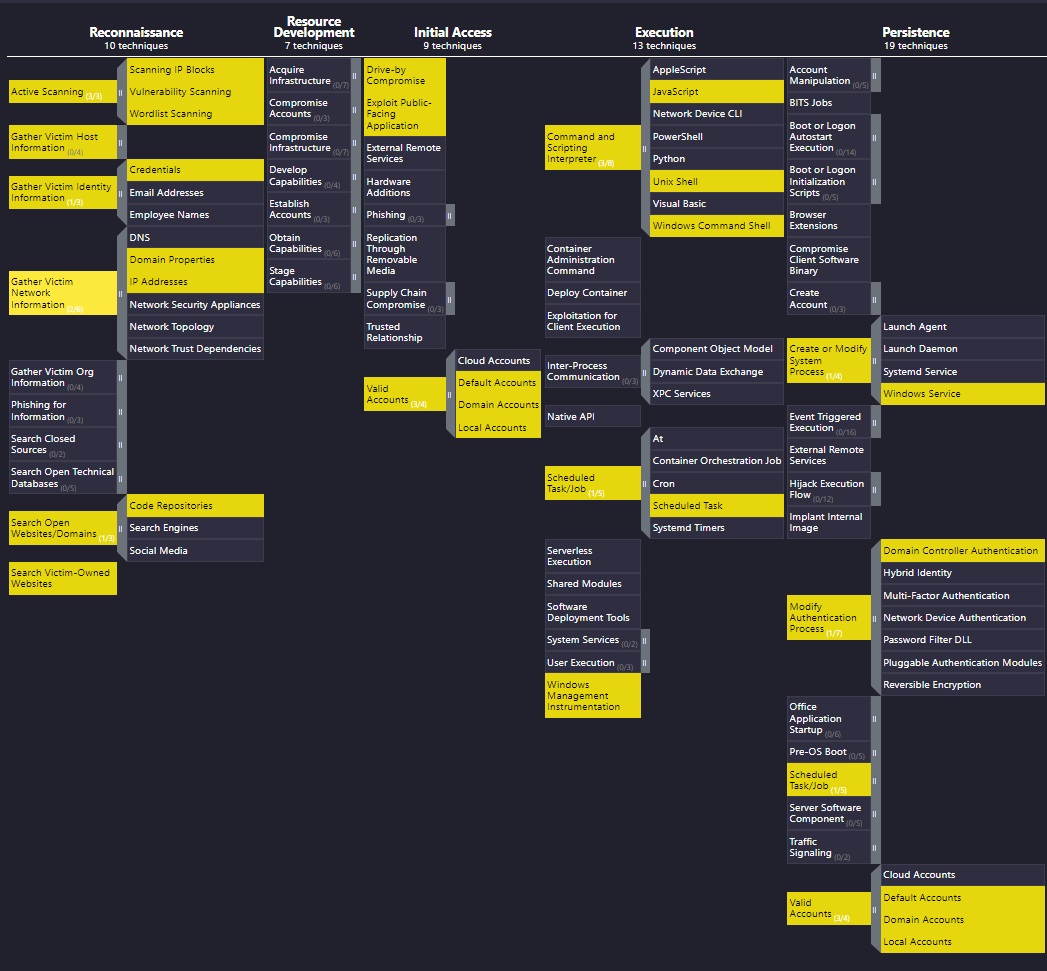 Reconnaissance
10 techniques
Active Scanning (3/3)
Scanning IP Blocks
Vulnerability Scanning
Wordlist Scanning
Gather Victim Host
Information (0/4)
Gather Victim Identity
Information (1/3)
Credentials
Email Addresses
Employee Names
Gather Victim
Network
Information (2/6)
DNS
Domain Properties
IP Addresses
Network Security Appliances
Network Topology
Network Trust Dependencies
Gather Victim Org
Information (0/4)
Phishing for
Information (0/3)
Search Closed
Sources (0/2)
Search Open Technical
Databases (0/5)
Search Open
Websites/Domains (1/3)
Code Repositories
Search Engines
Social Media
Search Victim-Owned
Websites
Resource
Development
7 techniques
Acquire
Infrastructure (0/7)
Compromise
Accounts (0/3)
Compromise
Infrastructure (0/7)
Develop
Capabilities (0/4)
Establish
Accounts (0/3)
Obtain
Capabilities (0/6)
Stage
Capabilities (0/6)
Initial Access
9 techniques
Drive-by
Compromise
Exploit Public-
Facing
Application
External Remote
Services
Hardware
Additions
Phishing (0/3)
Replication
Through
Removable
Media
Supply Chain
Compromise (0/3)
Trusted
Relationship
Valid
Accounts (3/4)
Cloud Accounts
Default Accounts
Domain Accounts
Local Accounts
Execution
13 techniques
Command and
Scripting
Interpreter (3/8)
AppleScript
JavaScript
Network Device CLI
PowerShell
Python
Unix Shell
Visual Basic
Windows Command Shell
Container
Administration
Command
Deploy Container
Exploitation for
Client Execution
Inter-Process
Communication (0/3)
Component Object Model
Dynamic Data Exchange
XPC Services
Native API
Scheduled
Task/Job (1/5)
At
Container Orchestration Job
Cron
Scheduled Task
Systemd Timers
Serverless
Execution
Shared Modules
Software
Deployment Tools
System Services (0/2)
User Execution (0/3)
Windows
Management
Instrumentation
Persistence
19 techniques
Account
Manipulation (0/5)
BITS Jobs
Boot or Logon
Autostart
Execution (0/14)
Boot or Logon
Initialization
Scripts (0/5)
Browser
Extensions
Compromise
Client Software
Binary
Create
Account (0/3)
Create or Modify
System
Process (1/4)
Launch Agent
Launch Daemon
Systemd Service
Windows Service
Event Triggered
Execution (0/16)
External Remote
Services
Hijack Execution
Flow (0/12)
Implant Internal
Image
Modify
Authentication
Process (1/7)
Domain Controller Authentication
Hybrid Identity
Multi-Factor Authentication
Network Device Authentication
Password Filter DLL
Pluggable Authentication Modules
Reversible Encryption
Office
Application
Startup (0/6)
Pre-OS Boot (0/5)
Scheduled
Task/Job (1/5)
Server Software
Component (0/5)
Traffic
Signaling (0/2)
Valid
Accounts (3/4)
Cloud Accounts
Default Accounts
Domain Accounts
Local Accounts